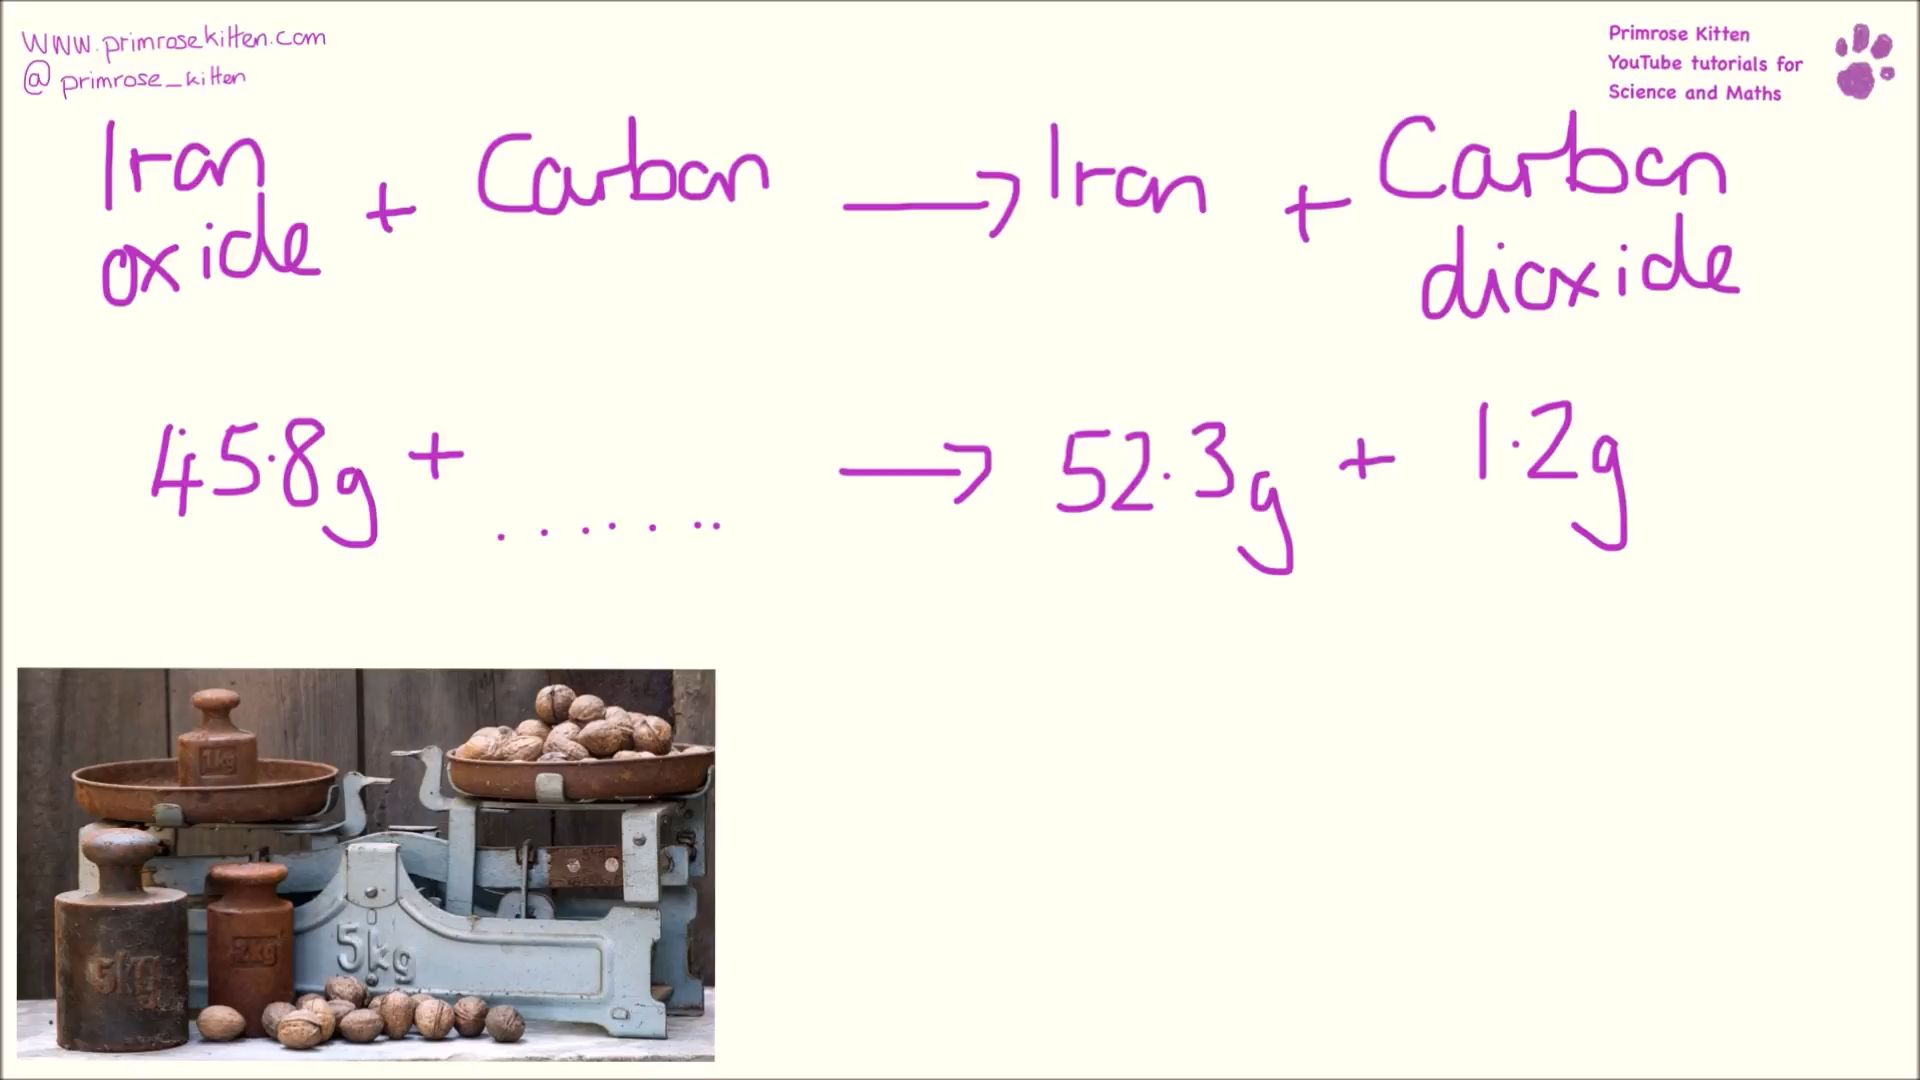 www.primrosekitten.com
@primrose_kitten
Primrose Kitten
YouTube tutorials for
Science and Maths
Iron oxide + Carbon → Iron + Carbon dioxide
45.8g + ....... → 52.3g + 1.2g
1kg
5kg
2kg
5kg